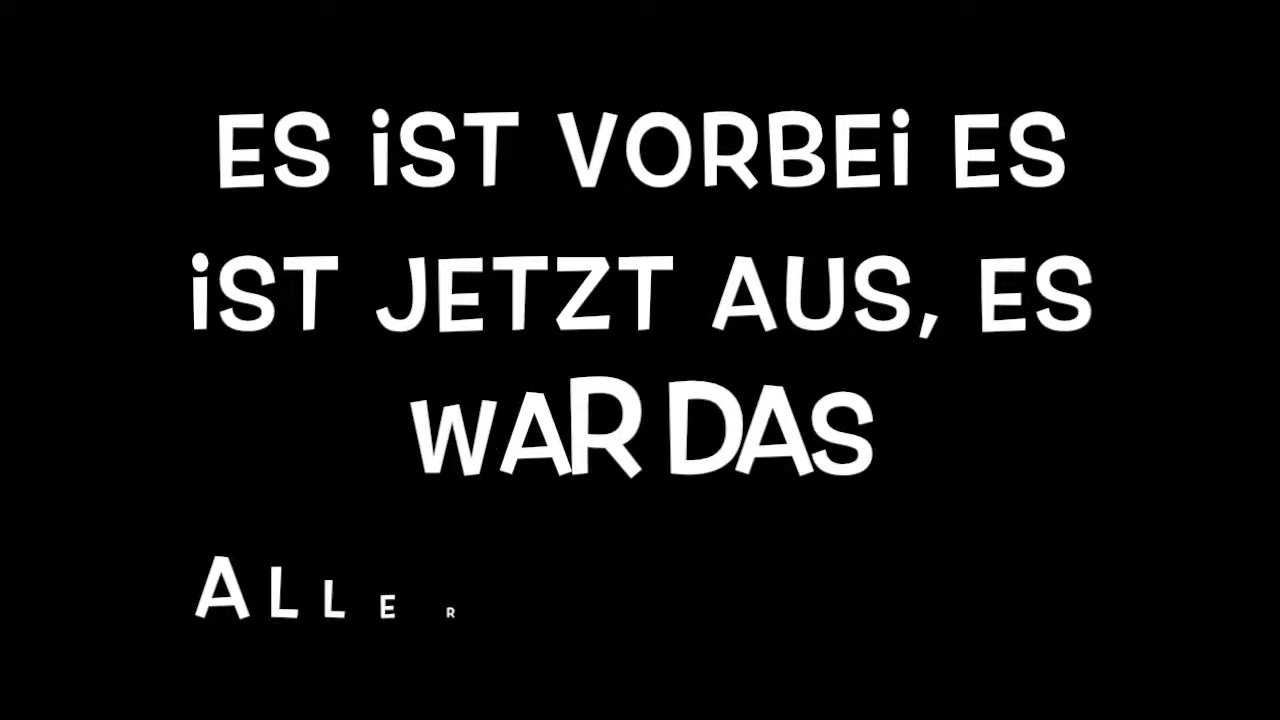 ES iST VORBEi ES
iST JETZT AUS, ES
WAR DAS
ALLER